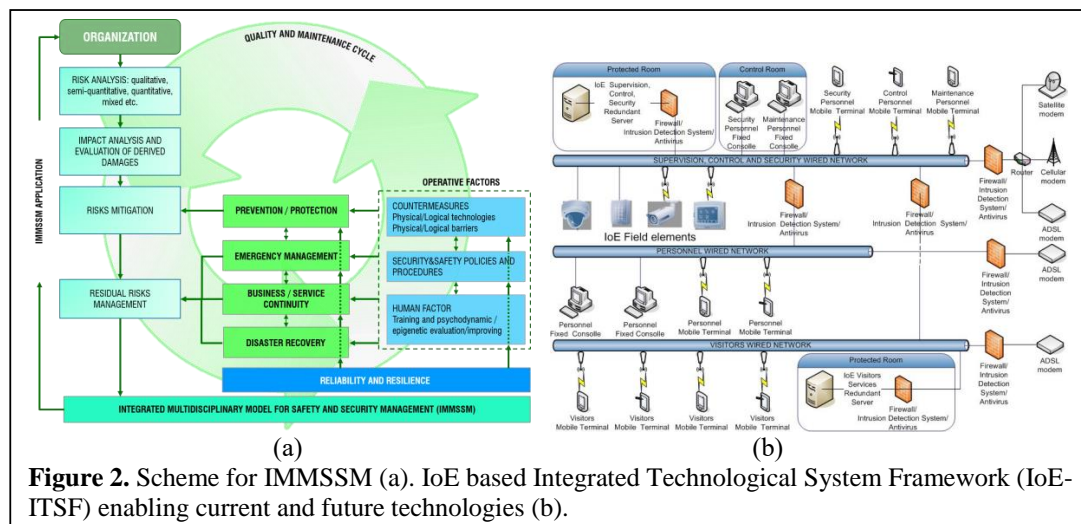 ORGANIZATION
QUALITY AND MAINTENANCE CYCLE
IMMSSM APPLICATION
RISK ANALYSIS: qualitative,
semi-quantitative, quantitative,
mixed etc.
IMPACT ANALYSIS AND
EVALUATION OF DERIVED
DAMAGES
RISKS MITIGATION
RESIDUAL RISKS
MANAGEMENT
PREVENTION / PROTECTION
EMERGENCY MANAGEMENT
BUSINESS / SERVICE
CONTINUITY
DISASTER RECOVERY
OPERATIVE FACTORS
COUNTERMEASURES
Physical/Logical technologies
Physical/Logical barriers
SECURITY&SAFETY POLICIES AND
PROCEDURES
HUMAN FACTOR
Training and psychodynamic /
epigenetic evaluation/improving
RELIABILITY AND RESILIENCE
INTEGRATED MULTIDISCIPLINARY MODEL FOR SAFETY AND SECURITY MANAGEMENT (IMMSSM)
(a)
Protected Room
IoE Supervision,
Control,
Security
Redundant
Server
Firewall/
Intrusion Detection System/
Antivirus
Control Room
Security
Personnel
Fixed
Consolle
Maintenance
Personnel
Fixed
Consolle
Security
Personnel
Mobile Terminal
Control
Personnel
Mobile Terminal
Maintenance
Personnel
Mobile Terminal
Satellite
modem
SUPERVISION, CONTROL AND SECURITY WIRED NETWORK
Router
Cellular
modem
Firewall/
Intrusion
Detection
System/
Antivirus
ADSL
modem
IoE Field elements
Firewall/
Intrusion Detection System/
Antivirus
Firewall/
Intrusion Detection System/
Antivirus
PERSONNEL WIRED NETWORK
Firewall/
Intrusion
Detection
System/
Antivirus
ADSL
modem
Personnel
Fixed Consolle
Personnel
Fixed Consolle
Personnel
Mobile Terminal
Personnel
Mobile Terminal
VISITORS WIRED NETWORK
Firewall/
Intrusion
Detection
System/
Antivirus
ADSL
modem
Visitors
Mobile Terminal
Visitors
Mobile Terminal
Visitors
Mobile Terminal
Visitors
Mobile Terminal
Protected Room
IoE Visitors
Services
Redundant
Server
Firewall/
Intrusion Detection System/
Antivirus
(b)
Figure 2. Scheme for IMMSSM (a). IoE based Integrated Technological System Framework (IoE-
ITSF) enabling current and future technologies (b).